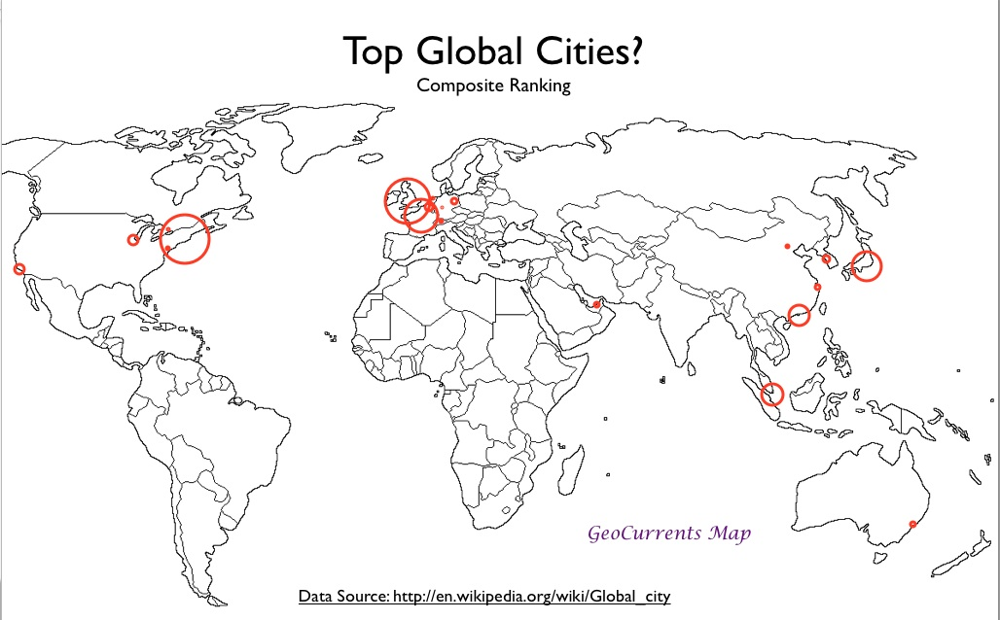 Top Global Cities?
Composite Ranking
GeoCurrents Map
Data Source: http://en.wikipedia.org/wiki/Global_city